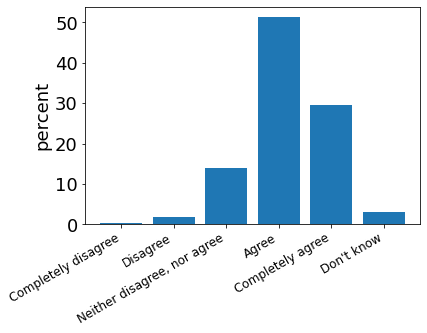 percent
50
40
30
20
10
0
Completely disagree
Disagree
Neither disagree, nor agree
Agree
Completely agree
Don't know